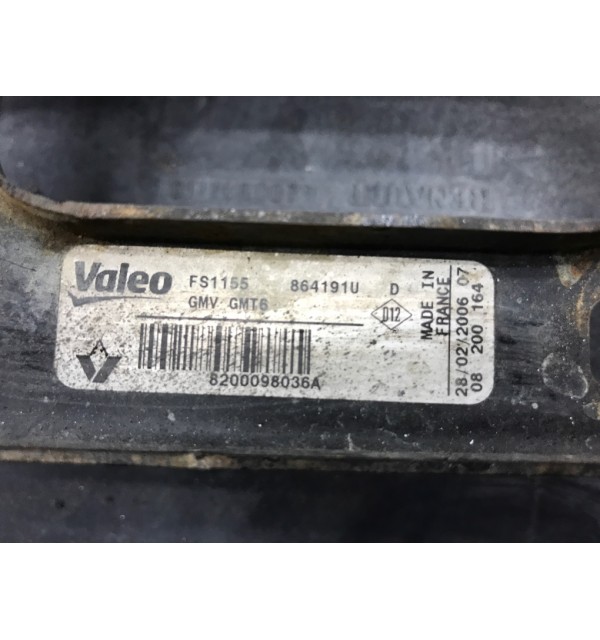 Valeo FS1155 864191U D
GMV GMT6
D12
8200098036A
MADE IN
FRANCE
28/02/2006 07
08 200 164